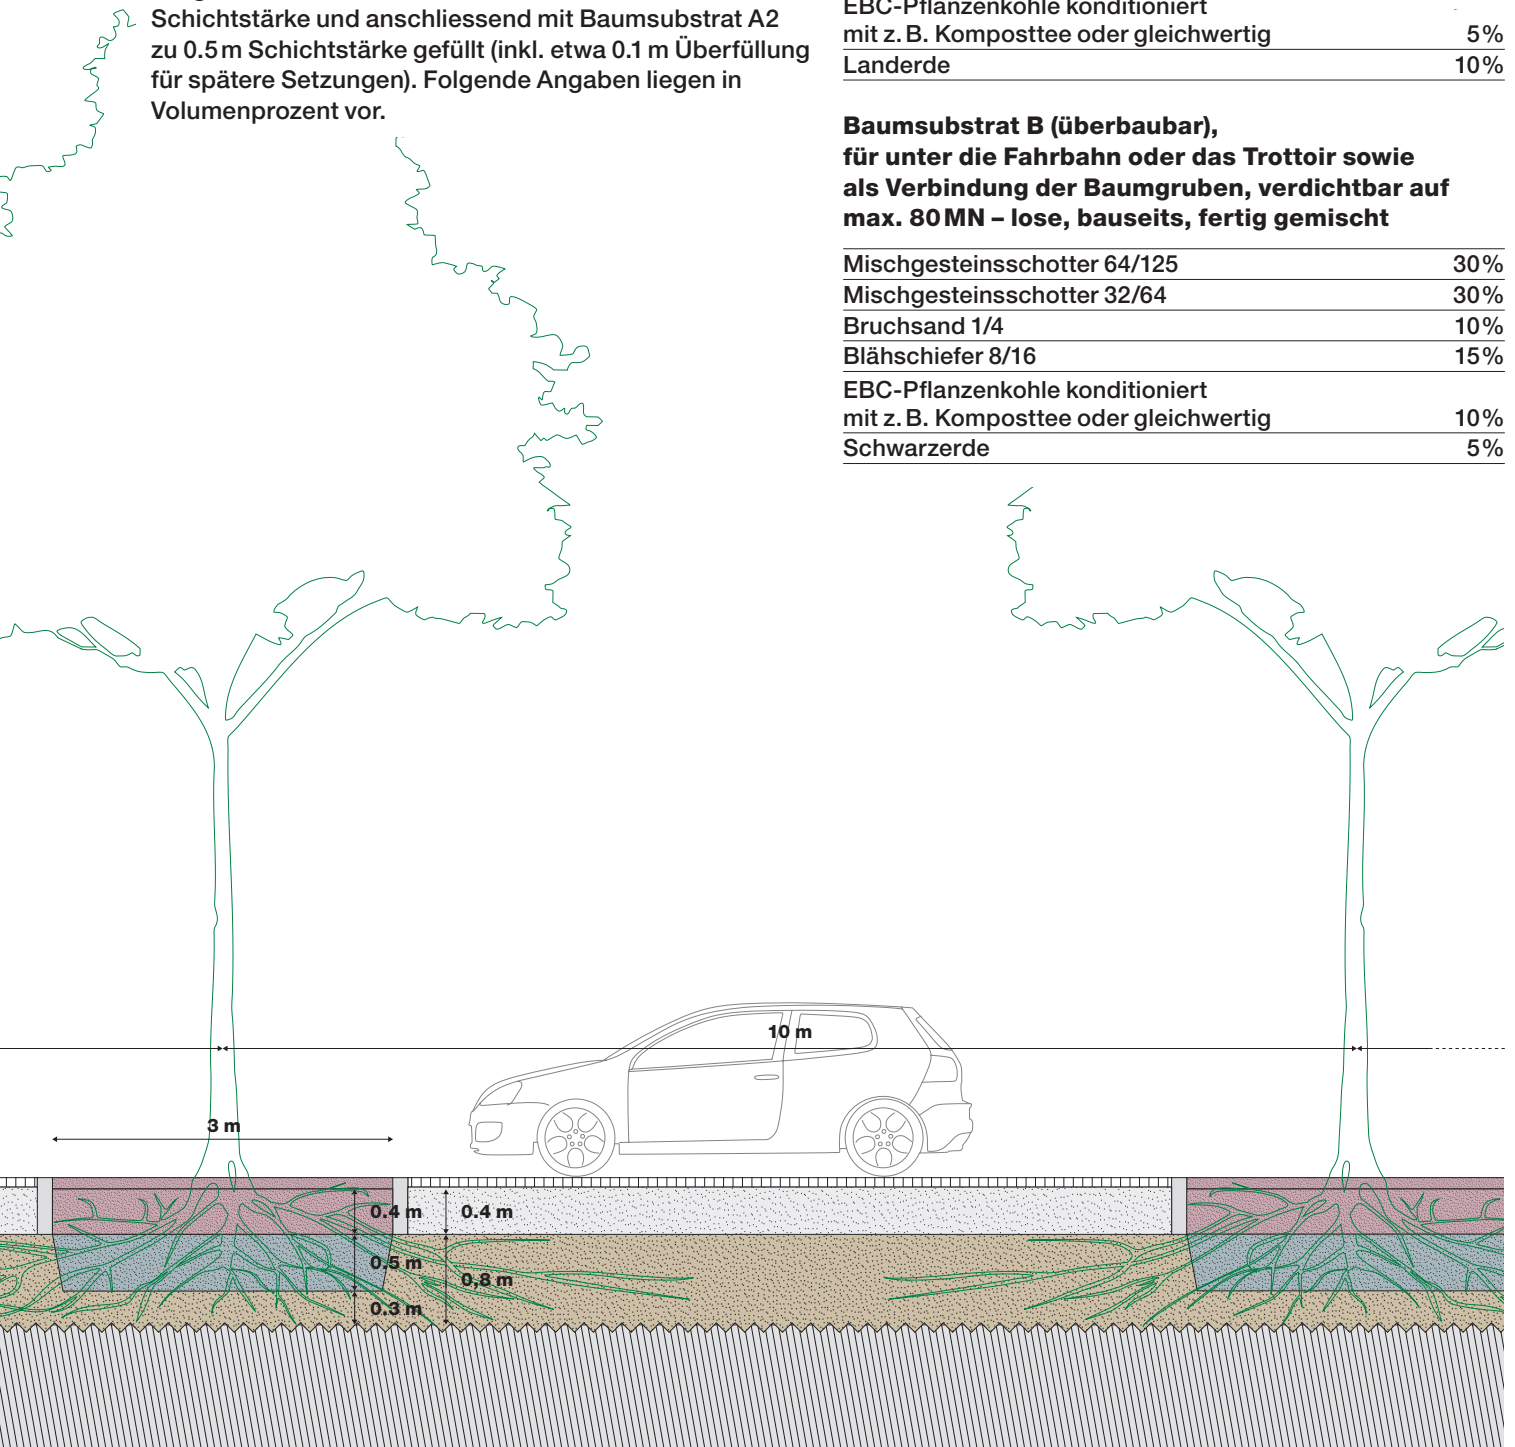 Schichtstärke und anschliessend mit Baumsubstrat A2
zu 0.5 m Schichtstärke gefüllt (inkl. etwa 0.1 m Überfüllung
für spätere Setzungen). Folgende Angaben liegen in
Volumenprozent vor.
EBC-Pflanzenkohle konditioniert
mit z. B. Komposttee oder gleichwertig 5%
Landerde 10%
Baumsubstrat B (überbaubar),
für unter die Fahrbahn oder das Trottoir sowie
als Verbindung der Baumgruben, verdichtbar auf
max. 80 MN – lose, bauseits, fertig gemischt
Mischgesteinsschotter 64/125 30%
Mischgesteinsschotter 32/64 30%
Bruchsand 1/4 10%
Blähschiefer 8/16 15%
EBC-Pflanzenkohle konditioniert
mit z. B. Komposttee oder gleichwertig 10%
Schwarzerde 5%
10 m
3 m
0.4 m 0.4 m
0.5 m
0,8 m
0.3 m